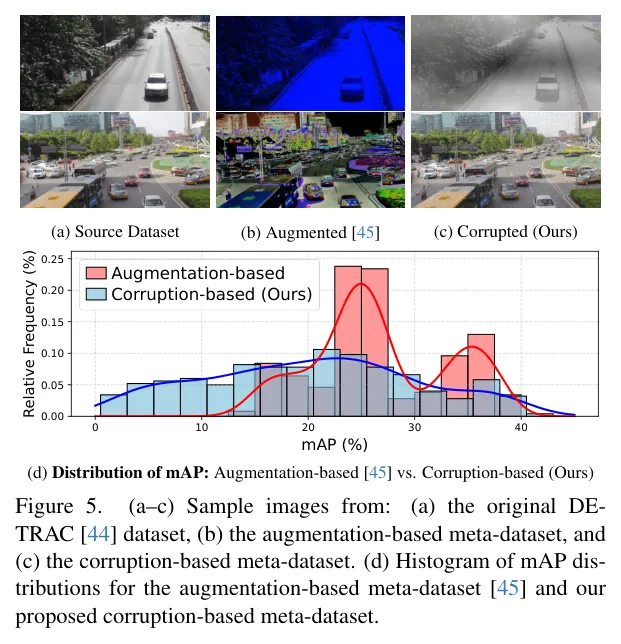 (a) Source Dataset
(b) Augmented [45]
(c) Corrupted (Ours)
Relative Frequency (%)
0.25
0.20
0.15
0.10
0.05
0.00
Augmentation-based
Corruption-based (Ours)
0
10
20
30
40
mAP (%)
(d) Distribution of mAP: Augmentation-based [45] vs. Corruption-based (Ours)
Figure 5. (a–c) Sample images from: (a) the original DE-
TRAC [44] dataset, (b) the augmentation-based meta-dataset, and
(c) the corruption-based meta-dataset. (d) Histogram of mAP dis-
tributions for the augmentation-based meta-dataset [45] and our
proposed corruption-based meta-dataset.